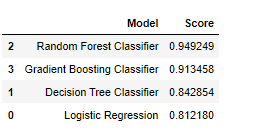 Model Score
2 Random Forest Classifier 0.949249
3 Gradient Boosting Classifier 0.913458
1 Decision Tree Classifier 0.842854
0 Logistic Regression 0.812180